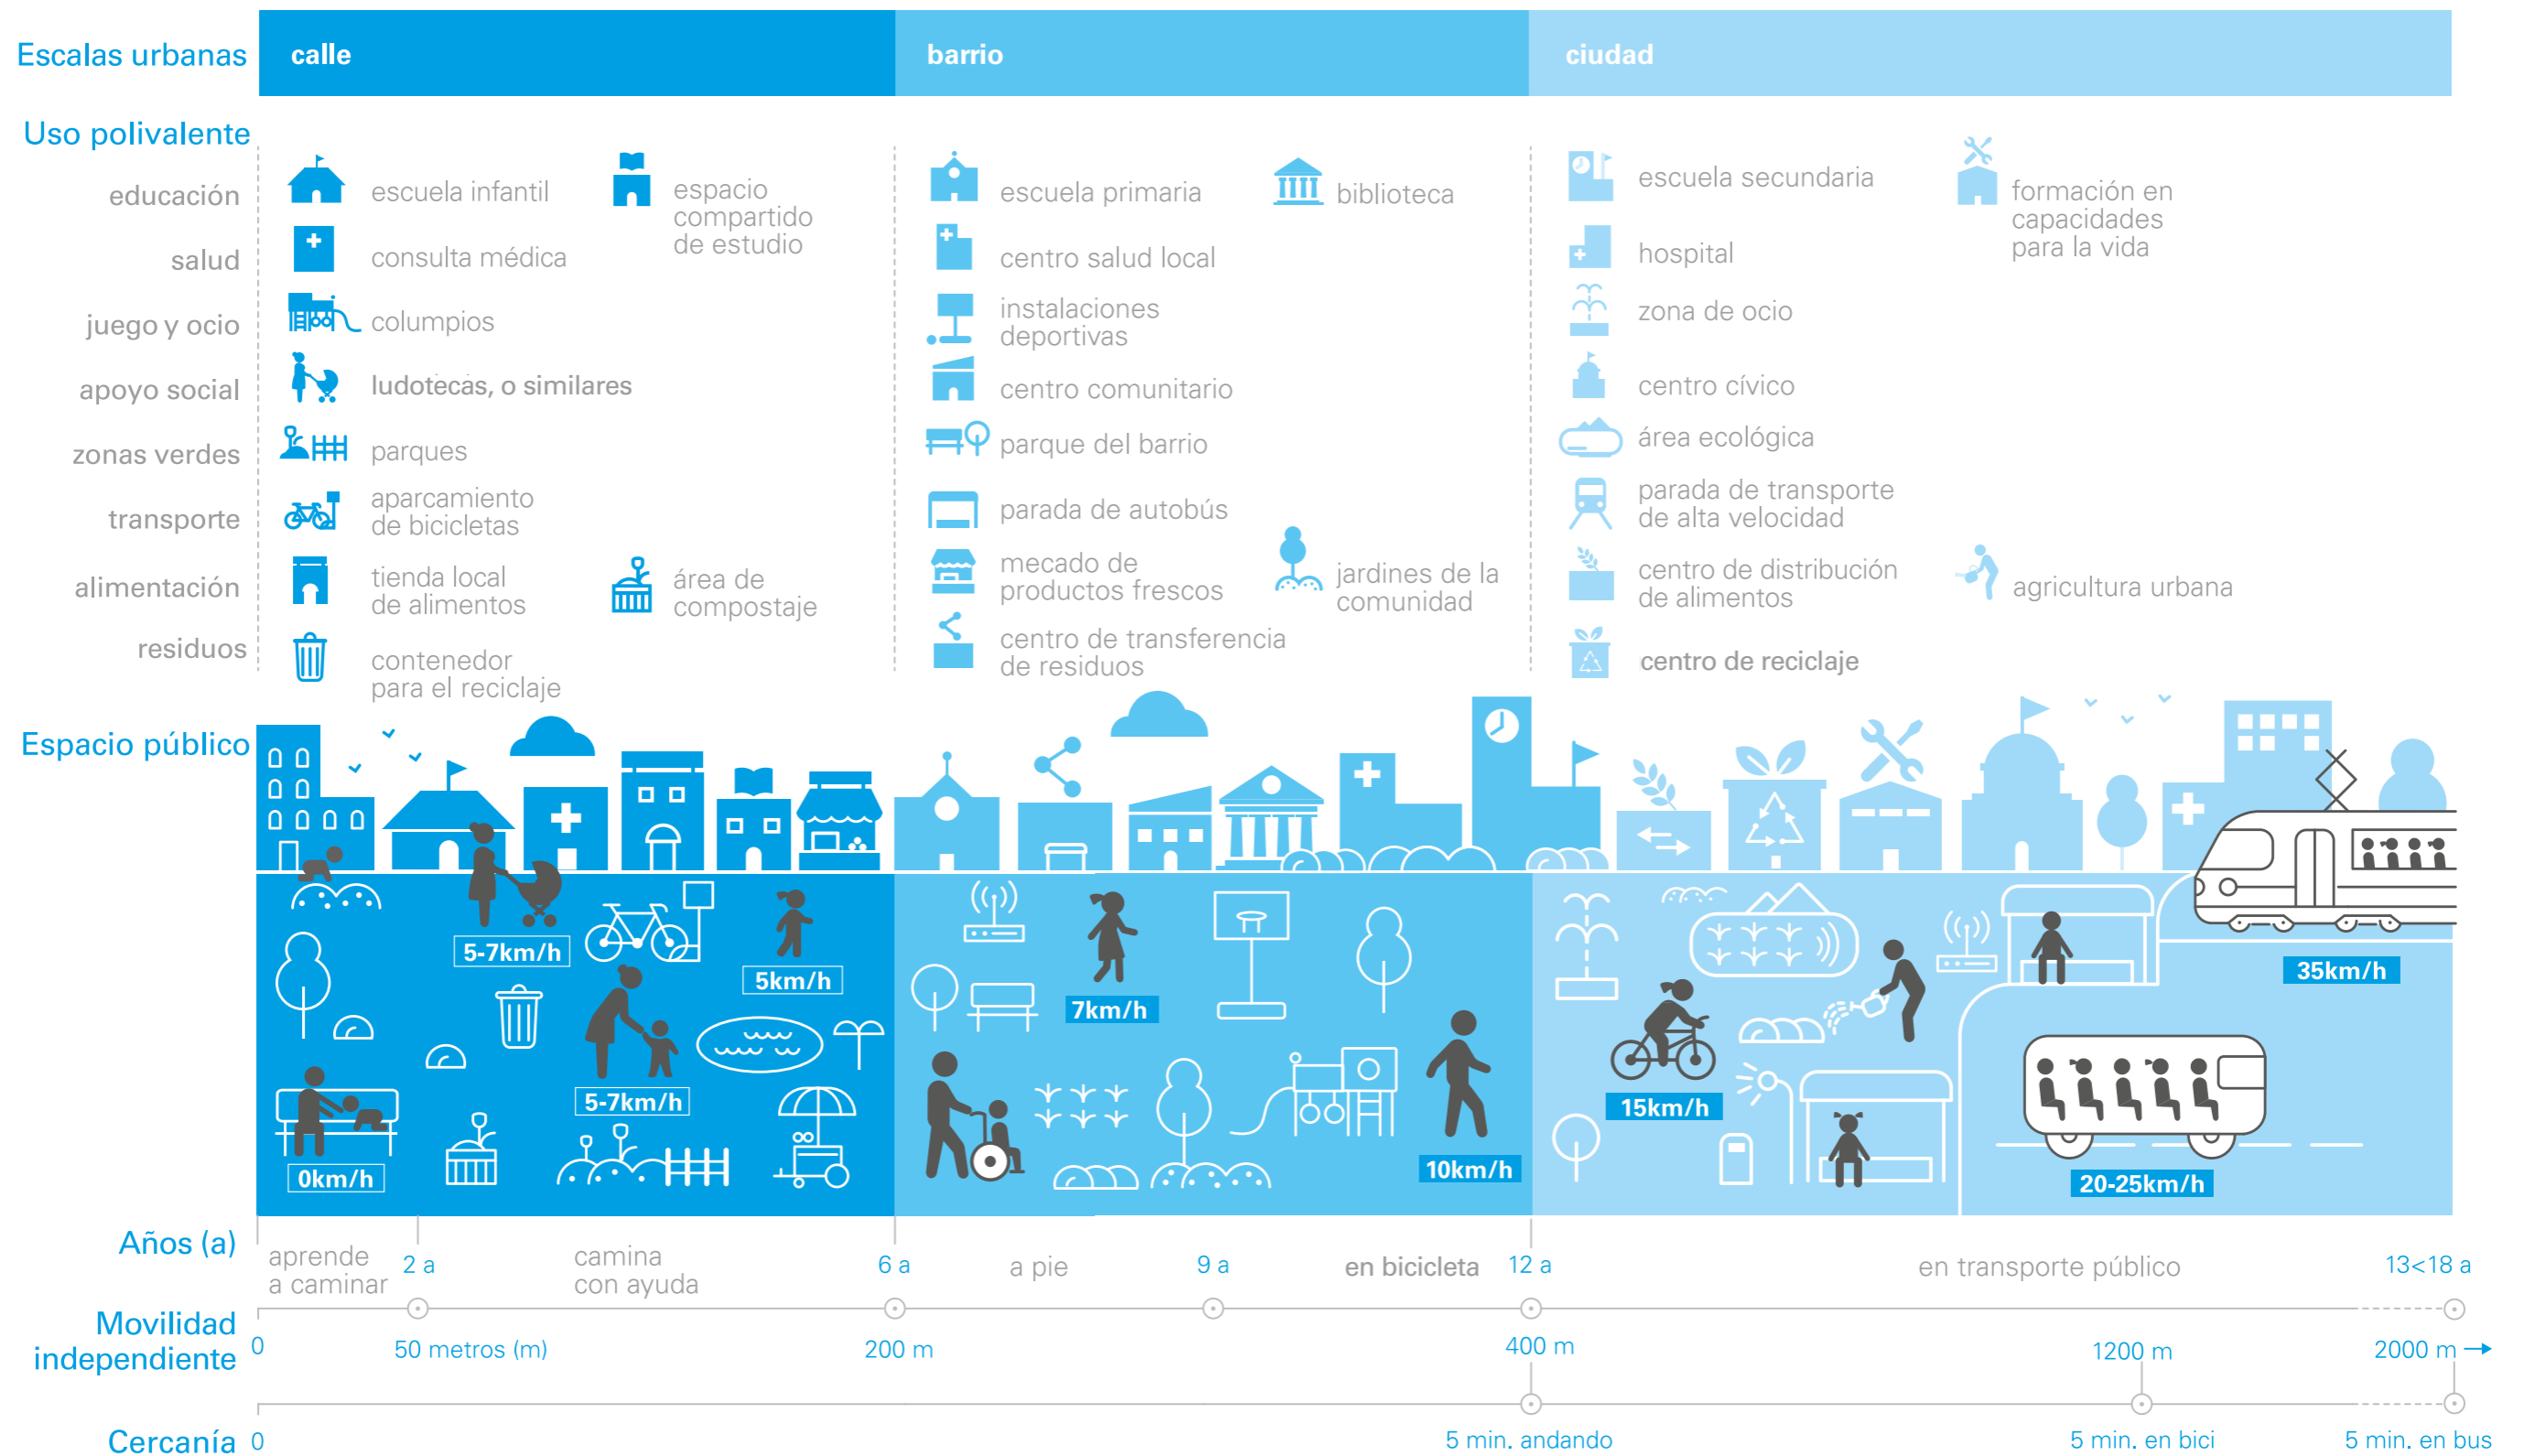 Escalas urbanas
calle
barrio
ciudad
Uso polivalente
educación
escuela infantil
espacio
compartido
de estudio
escuela primaria
biblioteca
escuela secundaria
formación en
capacidades
para la vida
salud
consulta médica
centro salud local
hospital
juego y ocio
columpios
instalaciones
deportivas
zona de ocio
apoyo social
ludotecas, o similares
centro comunitario
centro cívico
zonas verdes
parques
parque del barrio
área ecológica
transporte
aparcamiento
de bicicletas
parada de autobús
parada de transporte
de alta velocidad
alimentación
tienda local
de alimentos
área de
compostaje
mecado de
productos frescos
jardines de la
comunidad
centro de distribución
de alimentos
agricultura urbana
residuos
contenedor
para el reciclaje
centro de transferencia
de residuos
centro de reciclaje
Espacio público
5-7km/h
5km/h
7km/h
35km/h
5-7km/h
15km/h
0km/h
10km/h
20-25km/h
Años (a)
aprende
a caminar
2 a
camina
con ayuda
6 a
a pie
9 a
en bicicleta
12 a
en transporte público
13<18 a
Movilidad
independiente
0
50 metros (m)
200 m
400 m
1200 m
2000 m
Cercanía
0
5 min. andando
5 min. en bici
5 min. en bus